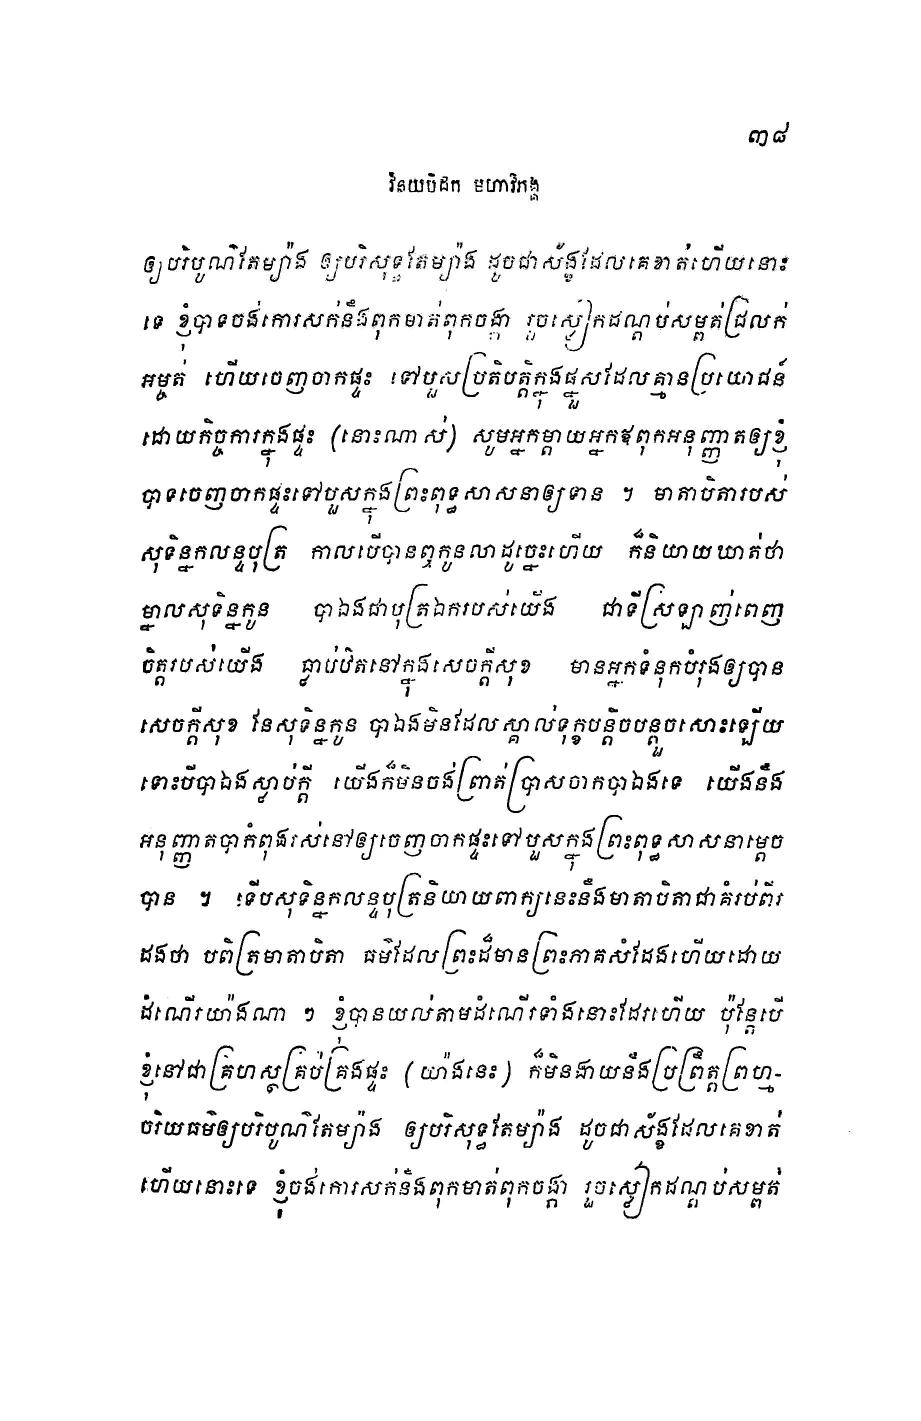 ៣៨
វិនយបិដក មហាវិភង្គ
ឲ្យបរិបូណ៌តែម្យ៉ាង ឲ្យបរិសុទ្ធតែម្យ៉ាង ដូចជាស័ង្ខដែលគេខាត់ហើយនោះ
ទេ ខ្ញុំបាទចង់កោរសក់នឹងពុកមាត់ពុកចង្កា រួចស្លៀកដណ្តប់សម្ពត់ជ្រលក់
អម្ចត់ ហើយចេញចាកផ្ទះ ទៅបួសប្រតិបត្តិក្នុងផ្នួសដែលគ្មានប្រយោជន៍
ដោយកិច្ចការក្នុងផ្ទះ (នោះណាស់) សូមអ្នកម្តាយអ្នកឪពុកអនុញ្ញាតឲ្យខ្ញុំ
បាទចេញចាកផ្ទះទៅបួសក្នុងព្រះពុទ្ធសាសនាឲ្យទាន ។ មាតាបិតារបស់
សុទិន្នកលន្ទបុត្រ កាលបើបានឮកូនលាដូច្នេះហើយ ក៏និយាយឃាត់ថា
ម្នាលសុទិន្នកូន បាឯងជាបុត្រឯករបស់យើង ជាទីស្រឡាញ់ពេញ
ចិត្តរបស់យើង ធ្លាប់ឋិតនៅក្នុងសេចក្តីសុខ មានអ្នកទំនុកបំរុងឲ្យបាន
សេចក្តីសុខ នែសុទិន្នកូន បាឯងមិនដែលស្គាល់ទុក្ខបន្តិចបន្តួចសោះឡើយ
ទោះបីបាឯងស្លាប់ក្តី យើងក៏មិនចង់ព្រាត់ប្រាសចាកបាឯងទេ យើងនឹង
អនុញ្ញាតបាកំពុងរស់នៅឲ្យចេញចាកផ្ទះទៅបួសក្នុងព្រះពុទ្ធសាសនាម្តេច
បាន ។ ទើបសុទិន្នកលន្ទបុត្រនិយាយពាក្យនេះនឹងមាតាបិតាជាគំរប់ពីរ
ដងថា បពិត្រមាតាបិតា ធម៌ដែលព្រះដ៏មានព្រះភាគសំដែងហើយដោយ
ដំណើរយ៉ាងណា ៗ ខ្ញុំបានយល់តាមដំណើរទាំងនោះដែរហើយ ប៉ុន្តែបើ
ខ្ញុំនៅជាគ្រហស្ថគ្រប់គ្រងផ្ទះ (យ៉ាងនេះ) ក៏មិនងាយនឹងប្រព្រឹត្តព្រហ្ម-
ចរិយធម៌ឲ្យបរិបូណ៌តែម្យ៉ាង ឲ្យបរិសុទ្ធតែម្យ៉ាង ដូចជាស័ង្ខដែលគេខាត់
ហើយនោះទេ ខ្ញុំចង់កោរសក់នឹងពុកមាត់ពុកចង្កា រួចស្លៀកដណ្តប់សម្ពត់